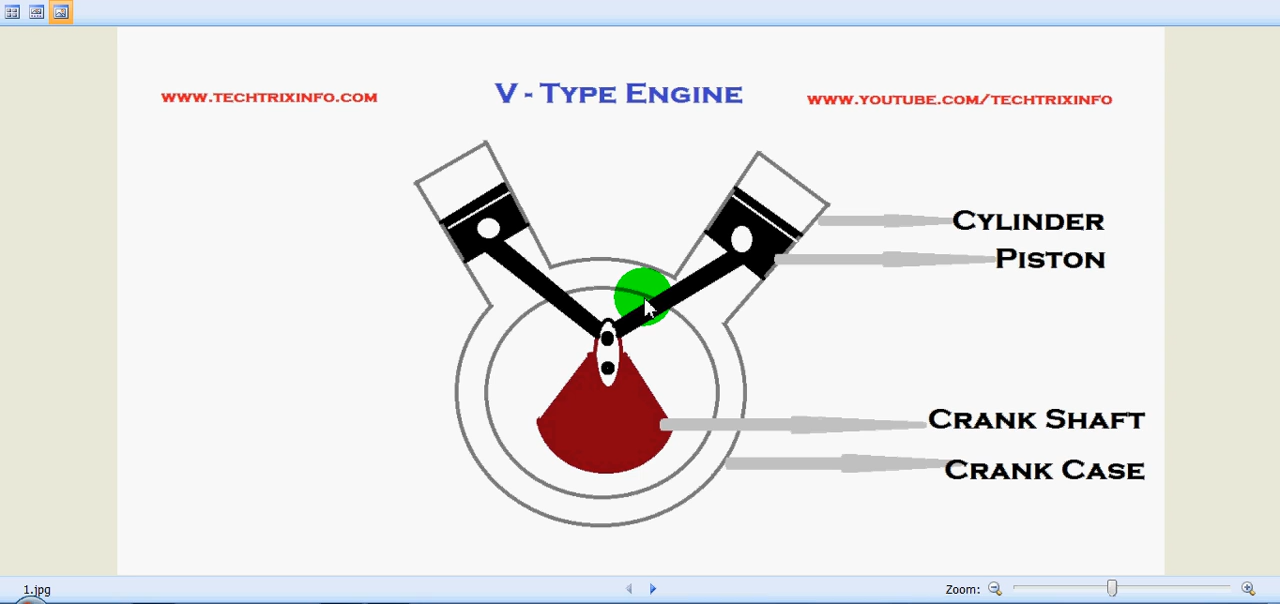 V - Type Engine
www.techtrixinfo.com
www.youtube.com/techtrixinfo
Cylinder
Piston
Crank Shaft
Crank Case
1.jpg
Zoom: